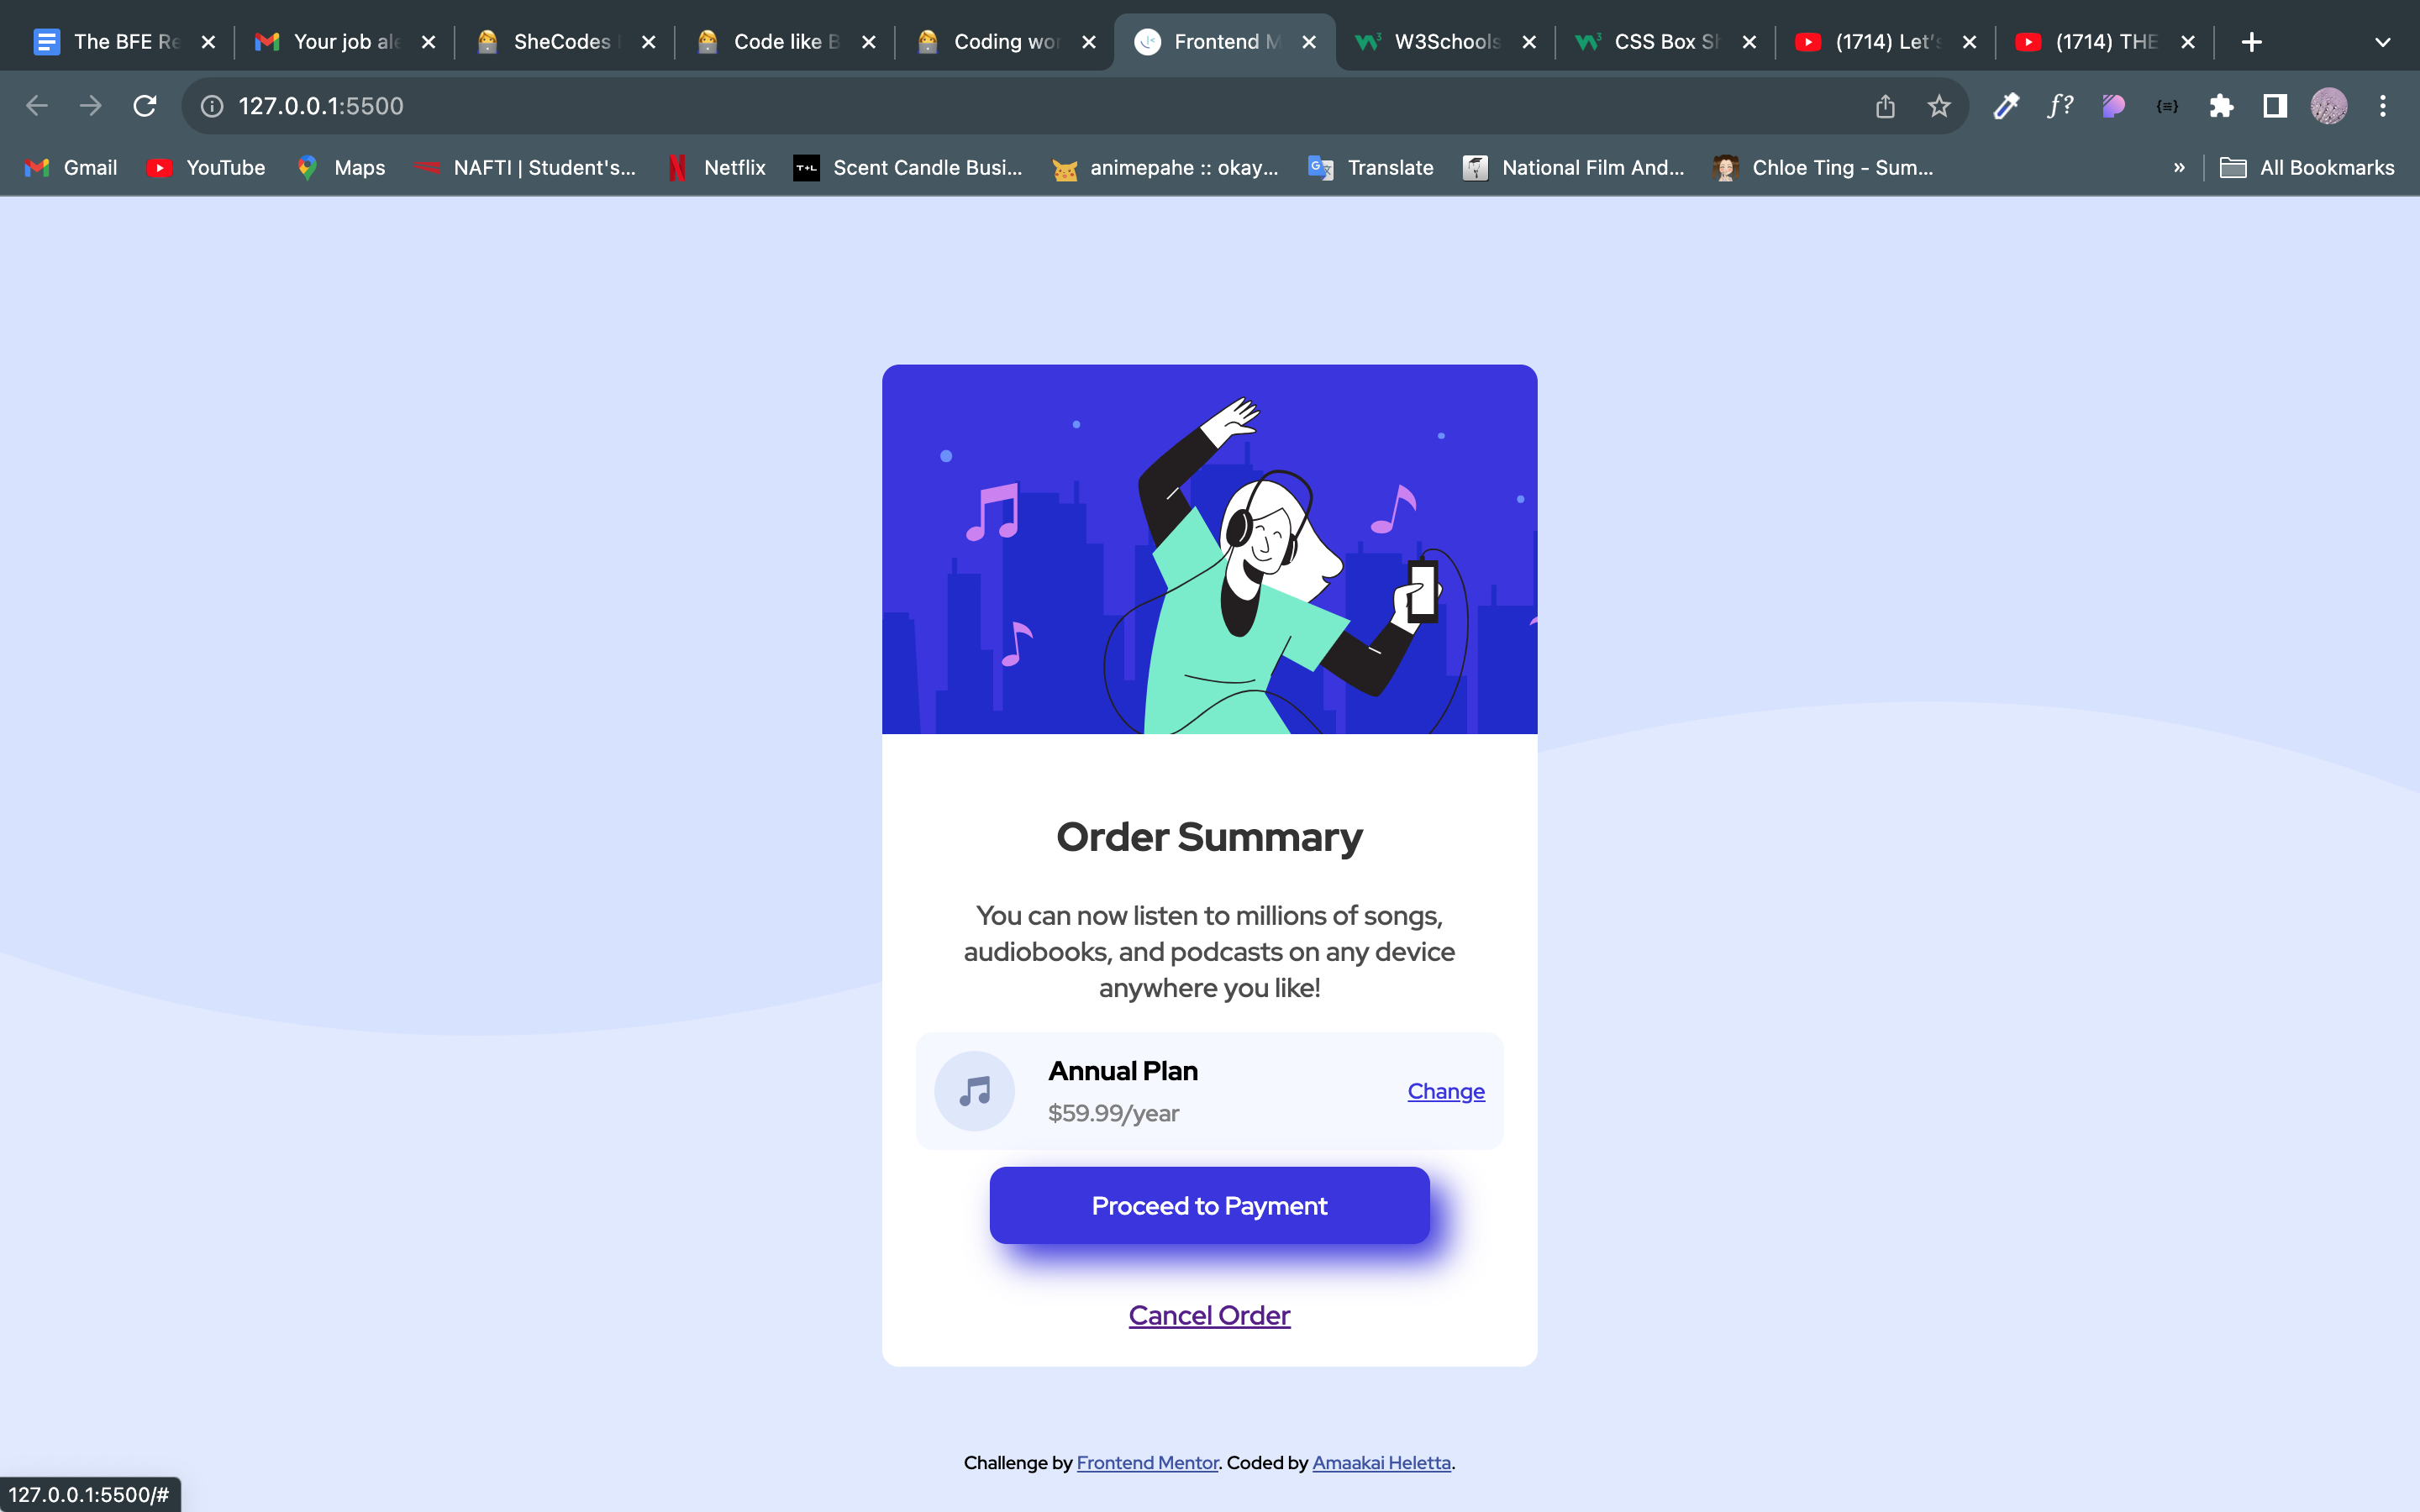 The BFE Re
Your job ale
SheCodes
Code like B
Coding wor
Frontend M
W3Schools
CSS Box Sh
(1714) Let's
(1714) THE
127.0.0.1:5500
f?
Gmail
YouTube
Maps
NAFTI | Student's...
Netflix
T+L
Scent Candle Busi...
animepahe :: okay...
Translate
National Film And...
Chloe Ting - Sum...
»
All Bookmarks
Order Summary
You can now listen to millions of songs,
audiobooks, and podcasts on any device
anywhere you like!
Annual Plan
$59.99/year
Change
Proceed to Payment
Cancel Order
Challenge by Frontend Mentor. Coded by Amaakai Heletta.
127.0.0.1:5500/#